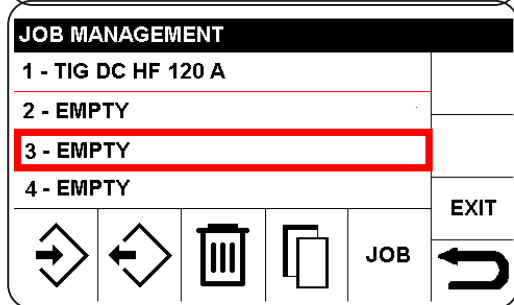 JOB MANAGEMENT
1 - TIG DC HF 120 A
2 - EMPTY
3 - EMPTY
4 - EMPTY
EXIT
JOB